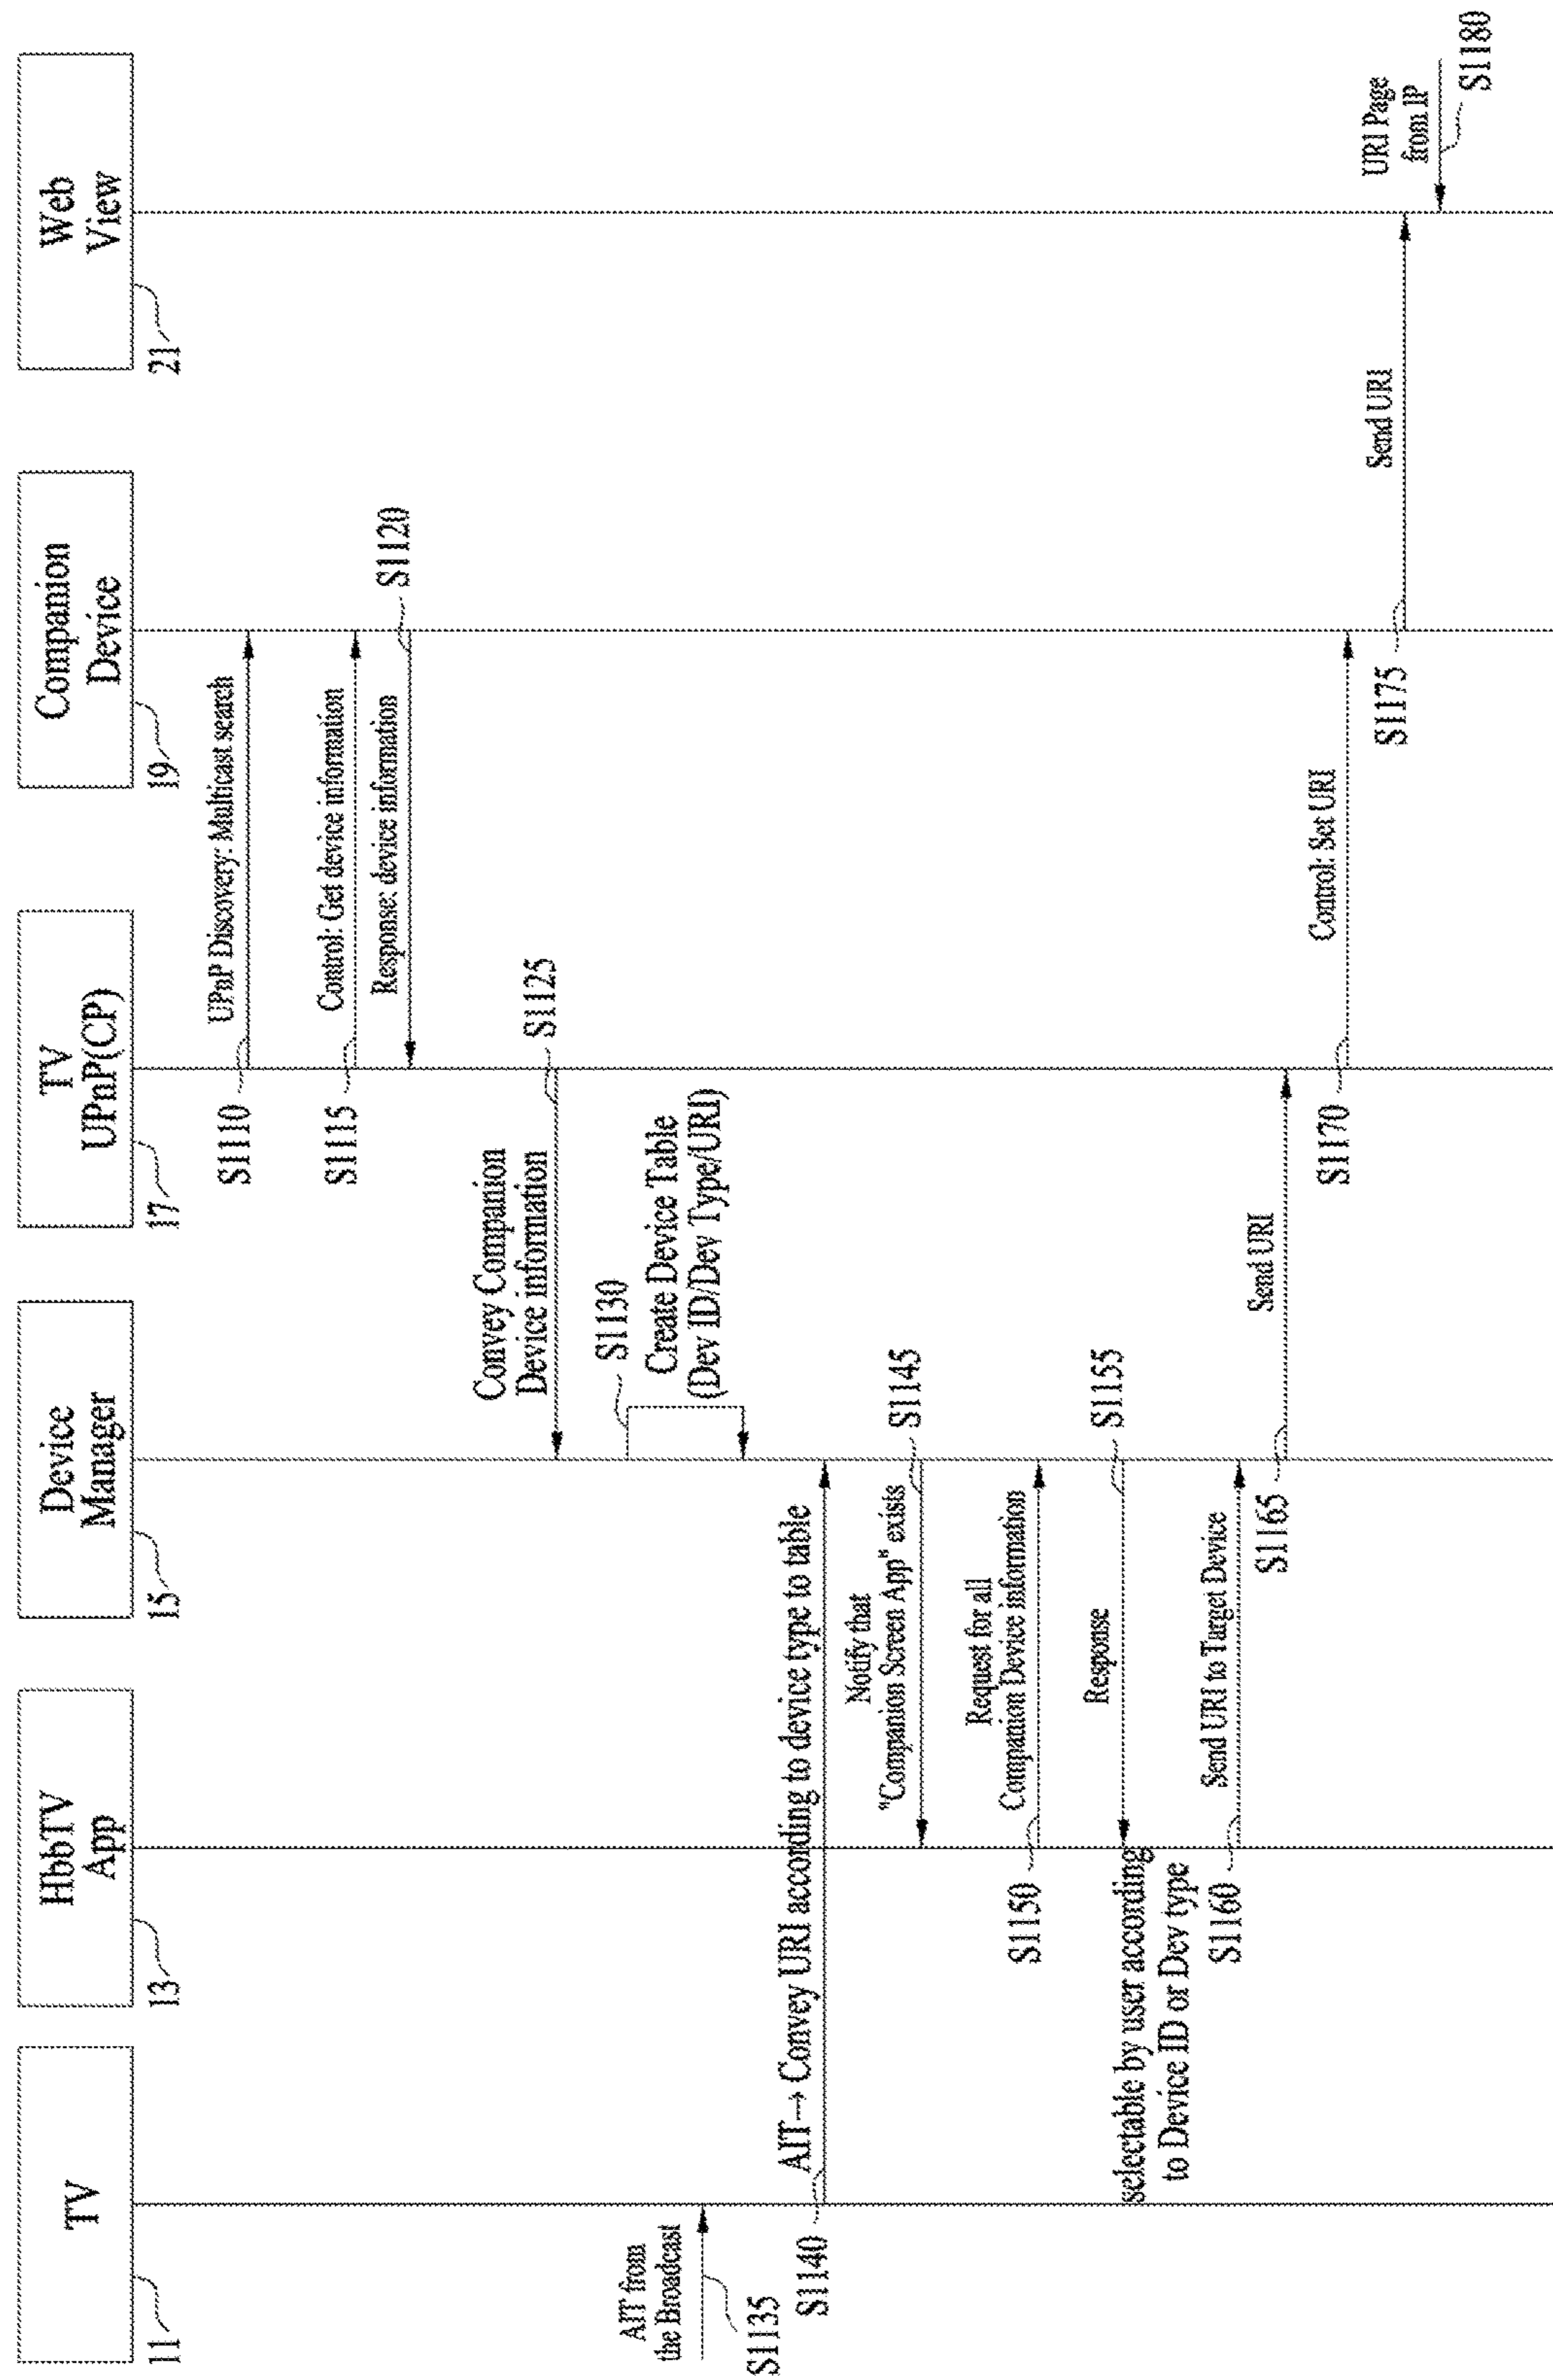 TV
11
HbbTV
App
13
Device
Manager
15
TV
UPnP(CP)
17
Companion
Device
19
Web
View
21
UPnP Discovery: Multicast search
S1110
Control: Get device information
S1115
Response: device information
S1120
Convey Companion
Device information
S1125
S1130
Create Device Table
(Dev ID/Dev Type/URI)
AIT from
the Broadcast
S1135
AIT→ Convey URI according to device type to table
S1140
Notify that
"Companion Screen App" exists
S1145
Request for all
Companion Device information
S1150
Response
S1155
selectable by user according
to Device ID or Dev type
Send URI to Target Device
S1160
Send URI
S1165
Control: Set URI
S1170
Send URI
S1175
URI Page
from IP
S1180